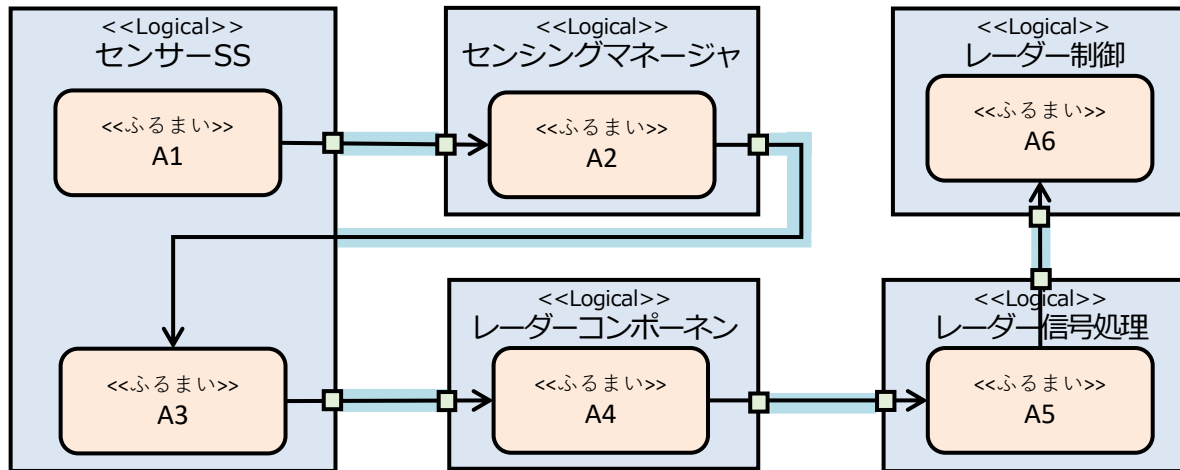 <<Logical>>
センサーSS
<<ふるまい>>
A1
<<Logical>>
センシングマネージャ
<<ふるまい>>
A2
<<Logical>>
レーダー制御
<<ふるまい>>
A6
<<ふるまい>>
A3
<<Logical>>
レーダーコンポーネン
<<ふるまい>>
A4
<<Logical>>
レーダー信号処理
<<ふるまい>>
A5